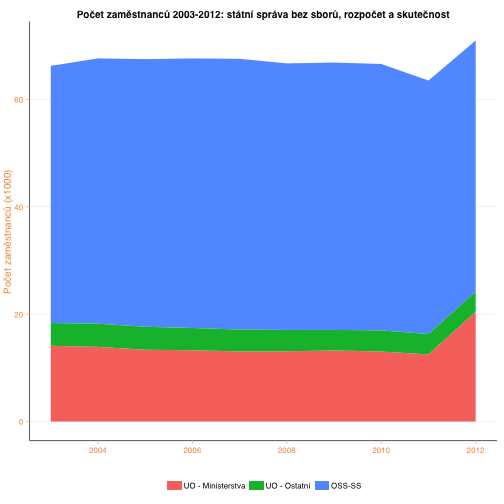 Počet zaměstnanců 2003-2012: státní správa bez sborů, rozpočet a skutečnost
Počet zaměstnanců (x1000)
60
40
20
0
2004
2006
2008
2010
2012
UO - Ministerstva
UO - Ostatní
OSS-SS